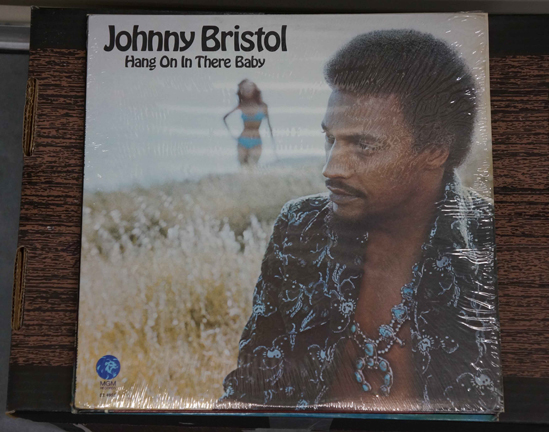 Johnny Bristol
Hang On In There Baby
MGM